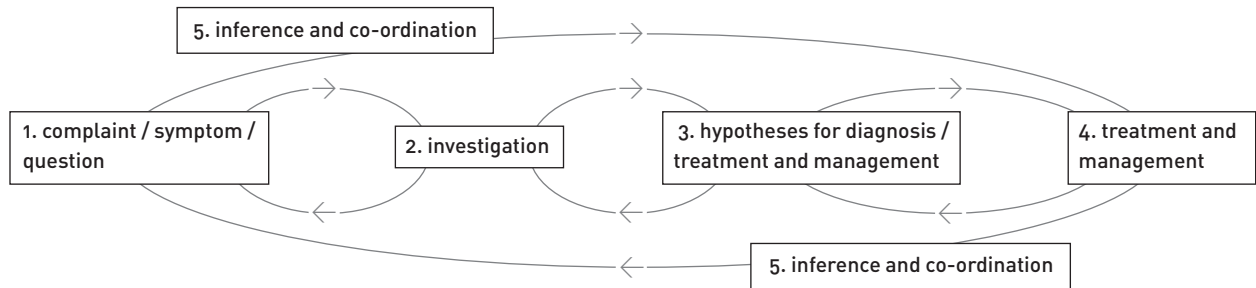 5. inference and co-ordination
1. complaint / symptom /
question
2. investigation
3. hypotheses for diagnosis /
treatment and management
4. treatment and
management
5. inference and co-ordination